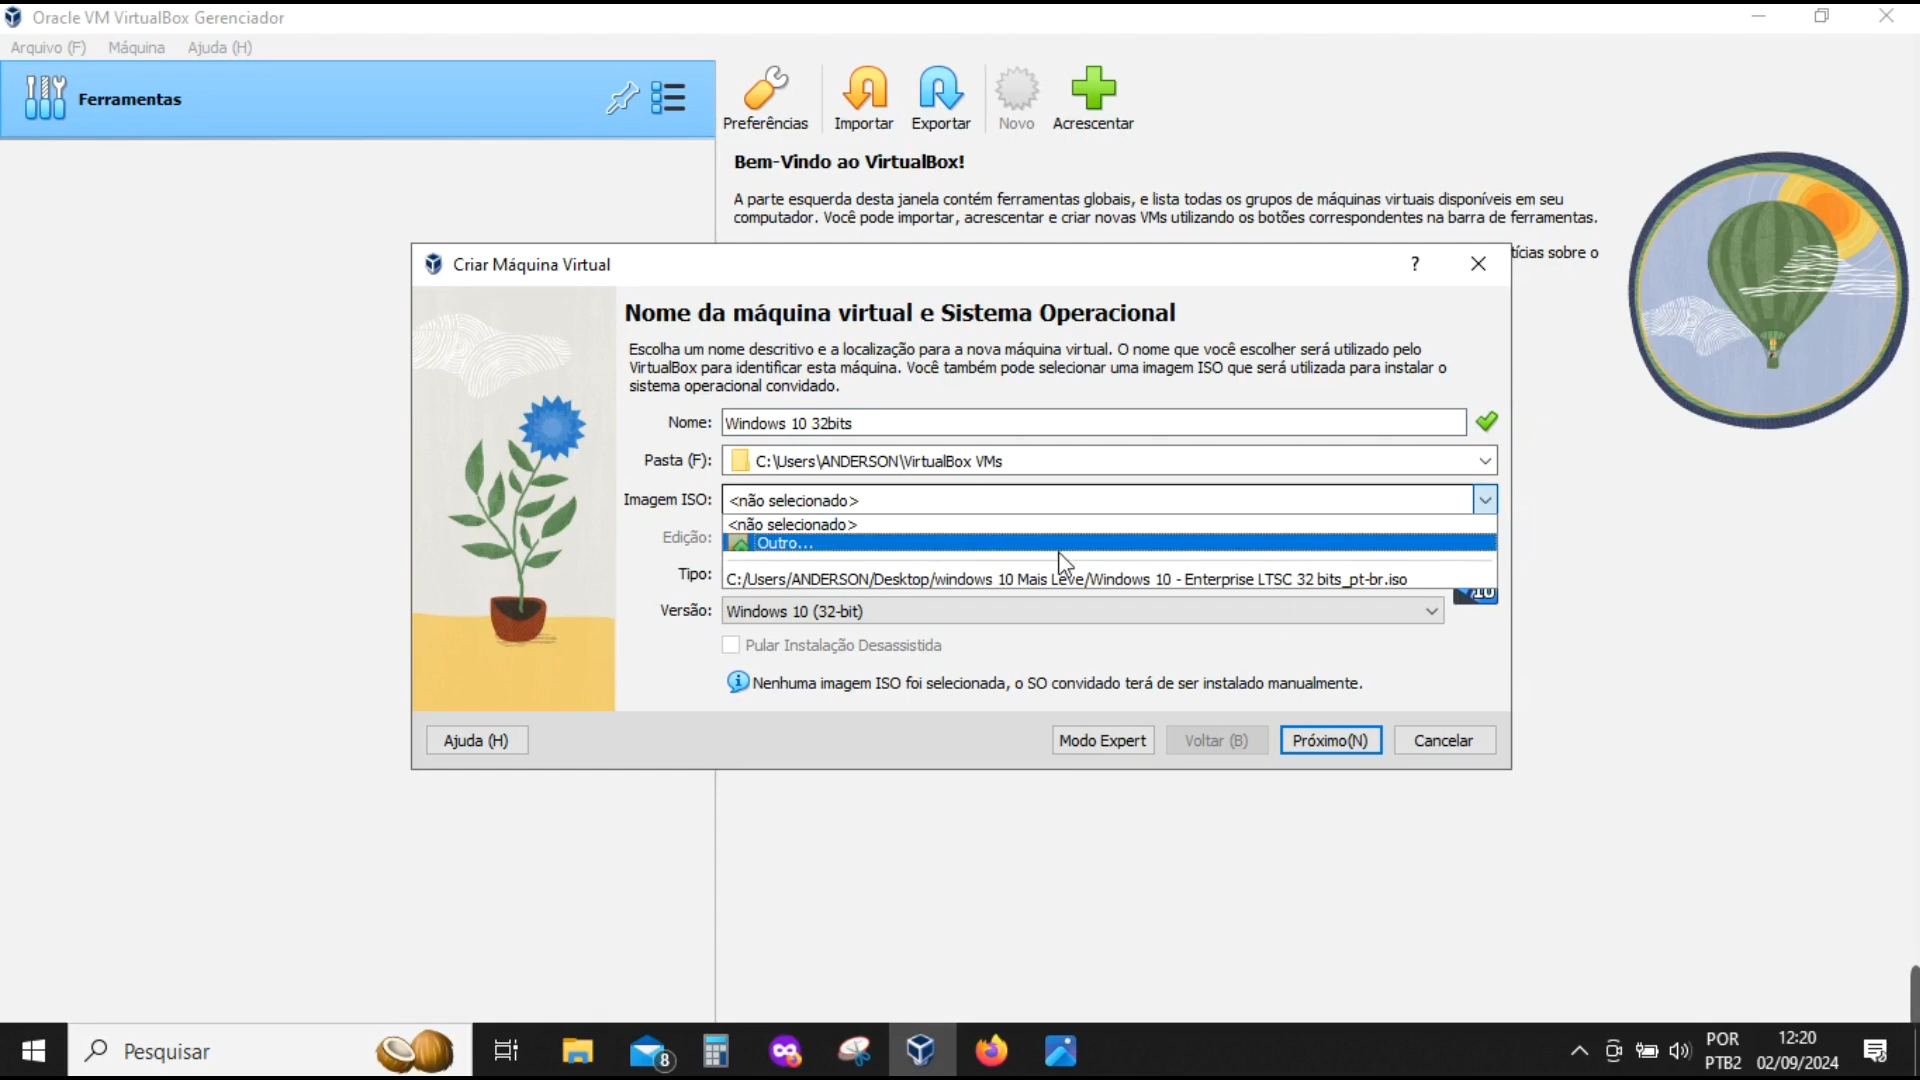 Oracle VM VirtualBox Gerenciador
Arquivo (F) Máquina Ajuda (H)
Ferramentas
Preferências Importar Exportar Novo Acrescentar
Bem-Vindo ao VirtualBox!
A parte esquerda desta janela contém ferramentas globais, e lista todas os grupos de máquinas virtuais disponíveis em seu
computador. Você pode importar, acrescentar e criar novas VMs utilizando os botões correspondentes na barra de ferramentas.
tícias sobre o
Criar Máquina Virtual ?
Nome da máquina virtual e Sistema Operacional
Escolha um nome descritivo e a localização para a nova máquina virtual. O nome que você escolher será utilizado pelo
VirtualBox para identificar esta máquina. Você também pode selecionar uma imagem ISO que será utilizada para instalar o
sistema operacional convidado.
Nome: Windows 10 32bits
Pasta (F): C:\Users\ANDERSON\VirtualBox VMs
Imagem ISO: <não selecionado>
<não selecionado>
Edição: Outro...
Tipo: C:/Users/ANDERSON/Desktop/windows 10 Mais Leve/Windows 10 - Enterprise LTSC 32 bits_pt-br.iso
10
Versão: Windows 10 (32-bit)
Pular Instalação Desassistida
Nenhuma imagem ISO foi selecionada, o SO convidado terá de ser instalado manualmente.
Ajuda (H) Modo Expert Voltar (B) Próximo(N) Cancelar
Pesquisar 8 POR 12:20
PTB2 02/09/2024